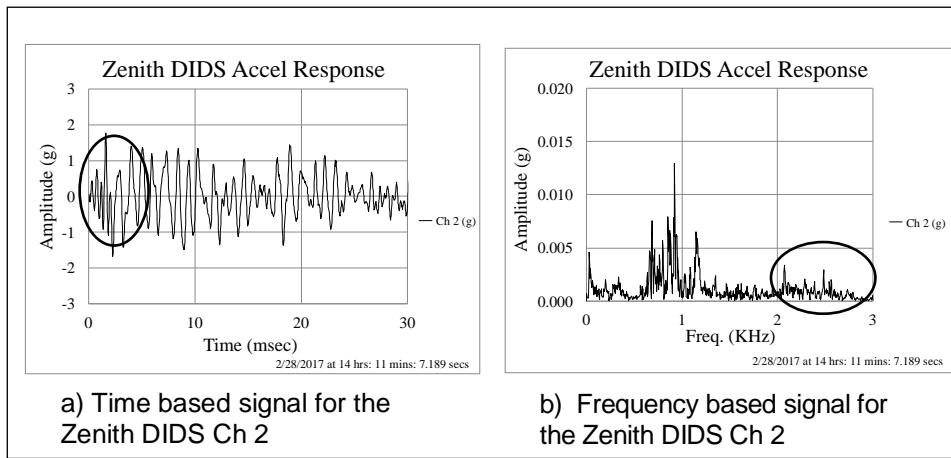 Zenith DIDS Accel Response
3
2
1
0
-1
-2
-3
Amplitude (g)
0
10
20
30
Time (msec)
Ch 2 (g)
2/28/2017 at 14 hrs: 11 mins: 7.189 secs
a) Time based signal for the
Zenith DIDS Ch 2
Zenith DIDS Accel Response
0.020
0.015
0.010
0.005
0.000
Amplitude (g)
0
1
2
3
Freq. (KHz)
Ch 2 (g)
2/28/2017 at 14 hrs: 11 mins: 7.189 secs
b) Frequency based signal for
the Zenith DIDS Ch 2